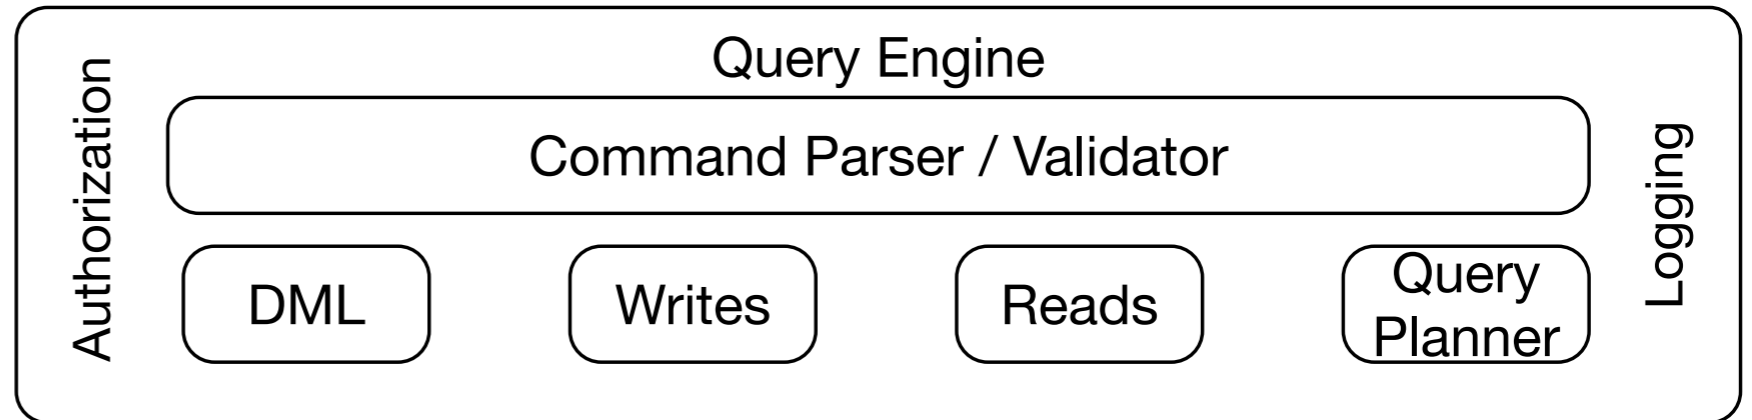 Query Engine
Authorization
Command Parser / Validator
Logging
DML
Writes
Reads
Query
Planner